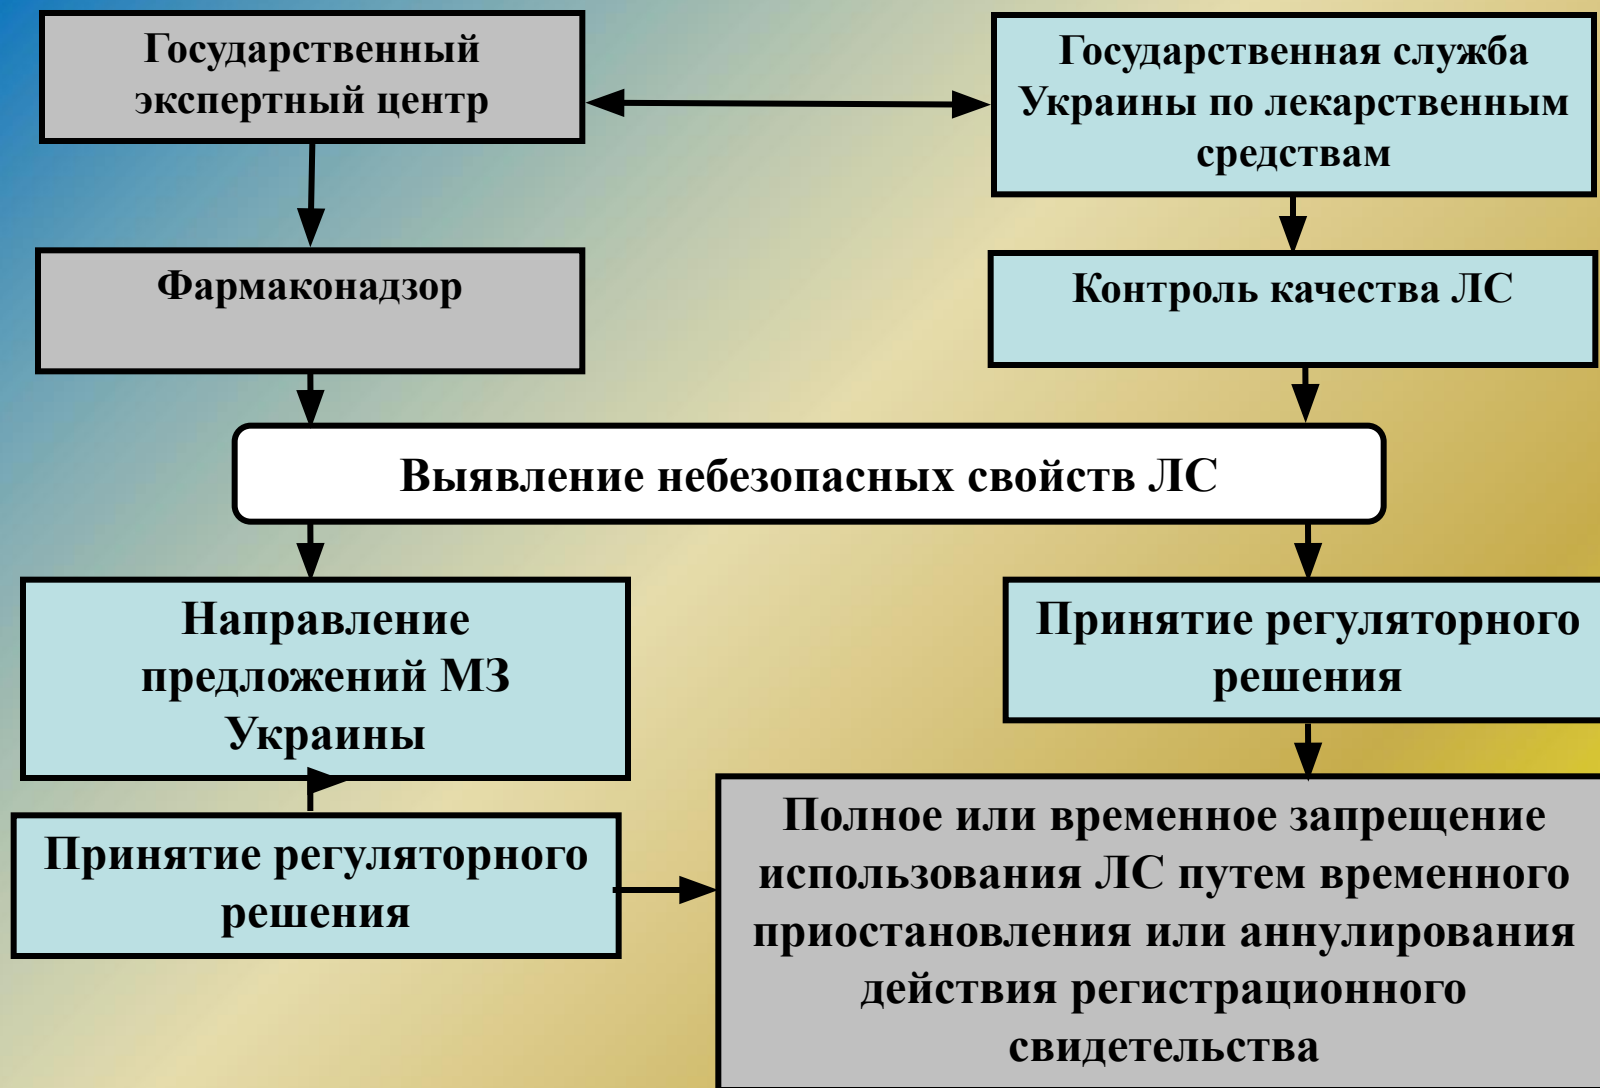 Государственный
экспертный центр
Государственная служба
Украины по лекарственным
средствам
Фармаконадзор
Контроль качества ЛС
Выявление небезопасных свойств ЛС
Направление
предложений МЗ
Украины
Принятие регуляторного
решения
Принятие регуляторного
решения
Полное или временное запрещение
использования ЛС путем временного
приостановления или аннулирования
действия регистрационного
свидетельства